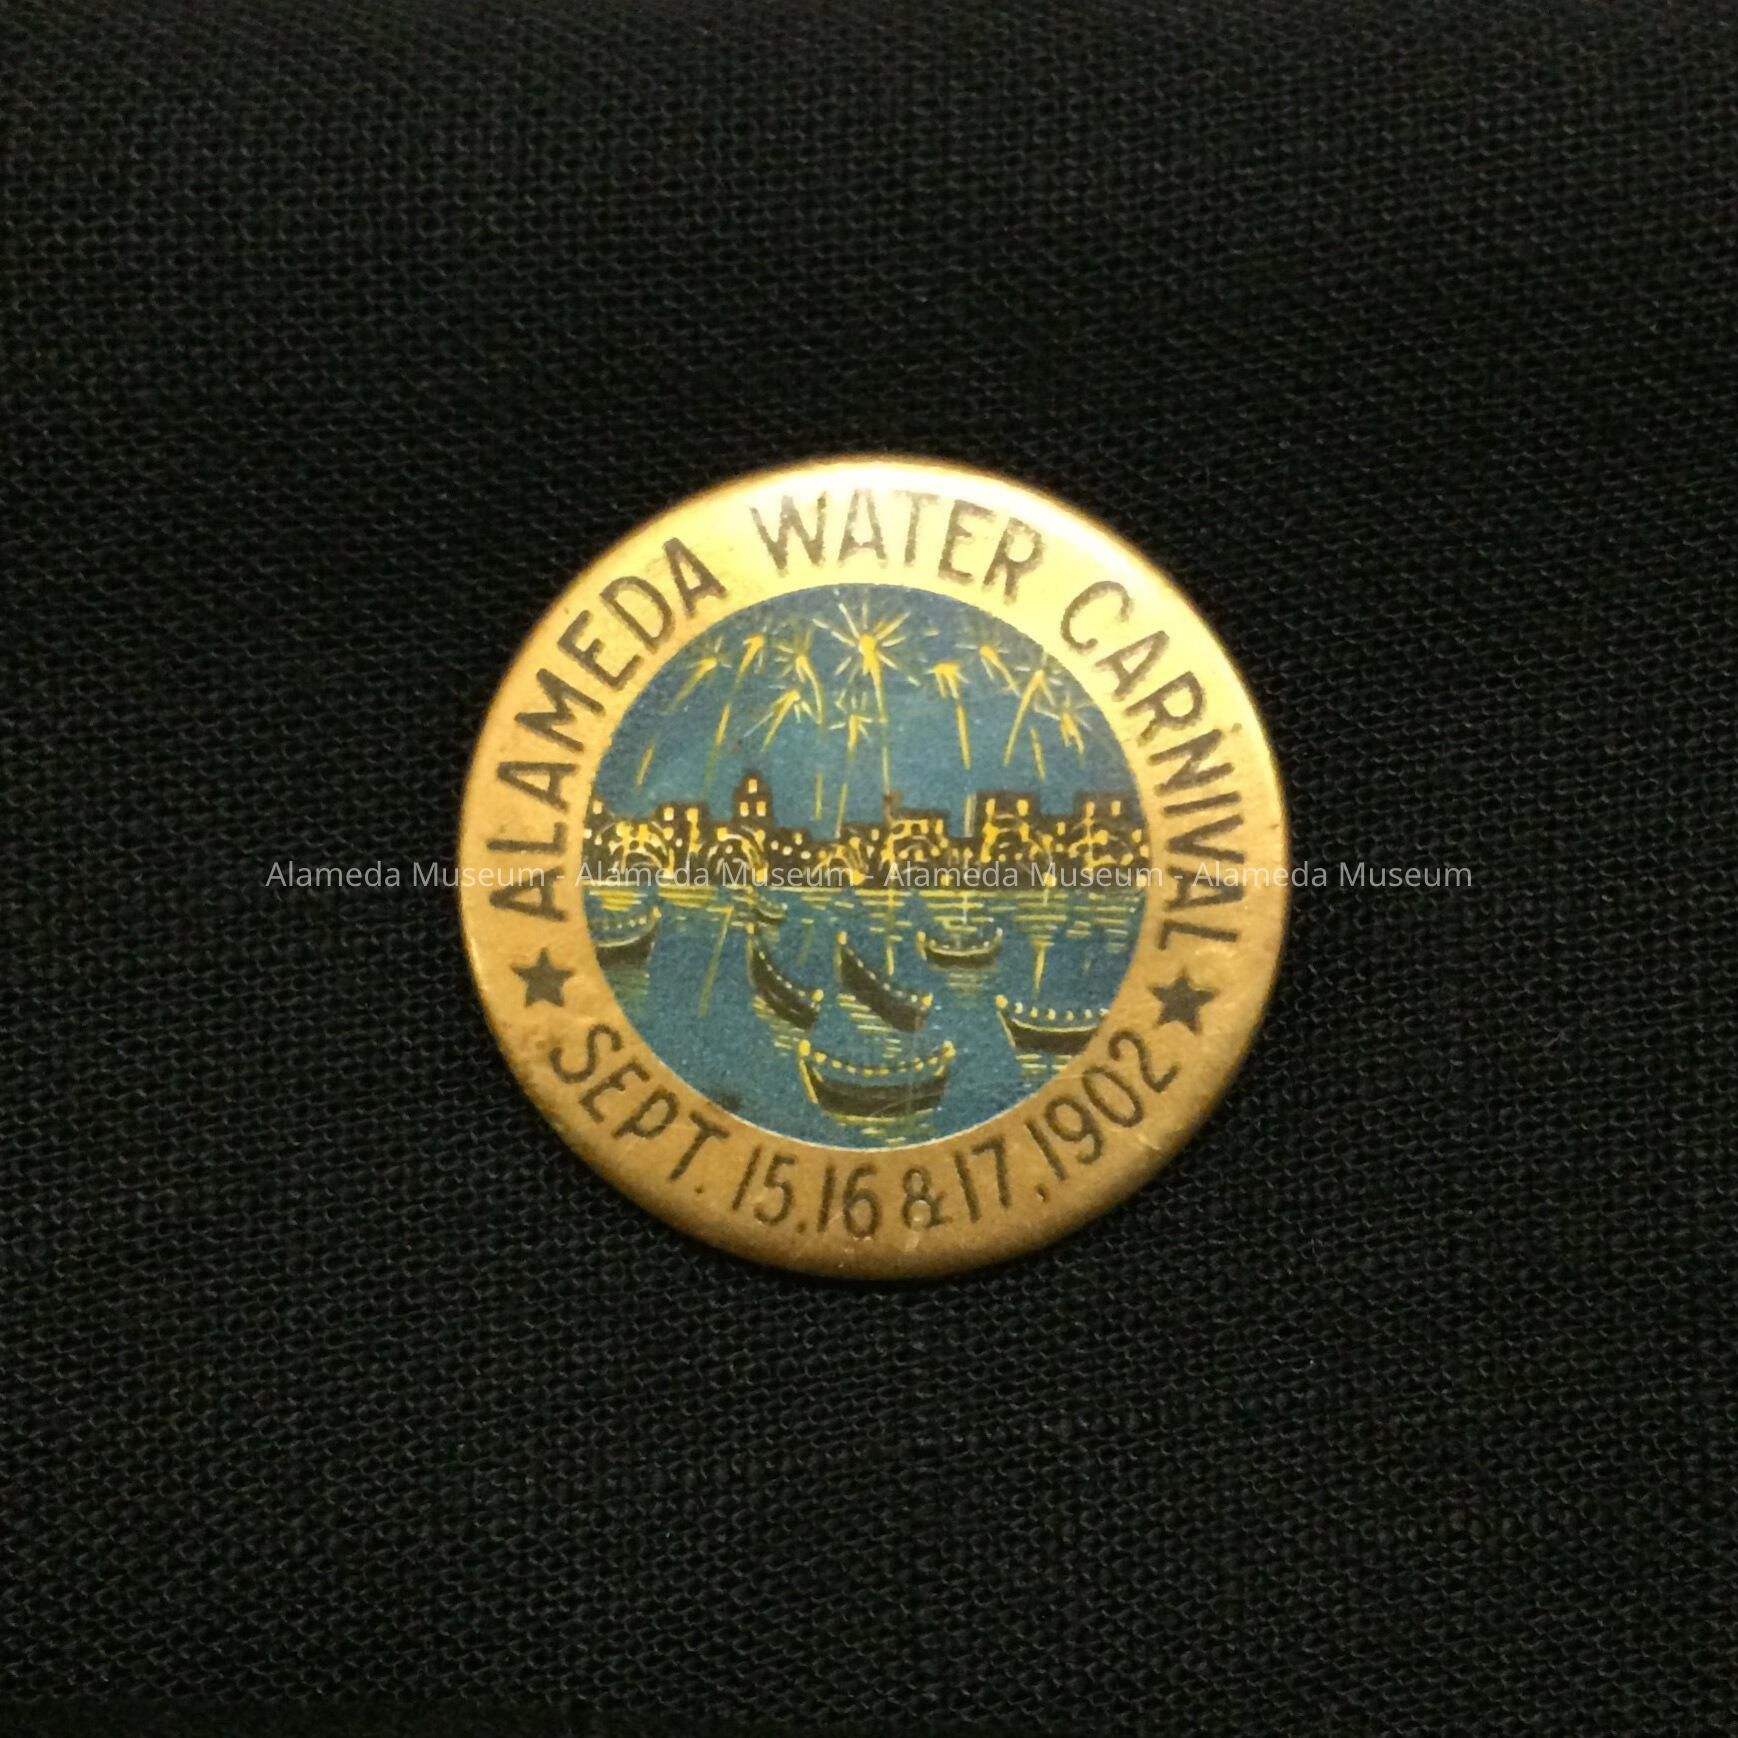 ALAMEDA WATER CARNIVAL
★ SEPT. 15.16 & 17, 1902 ★
Alameda Museum - Alameda Museum - Alameda Museum - Alameda Museum